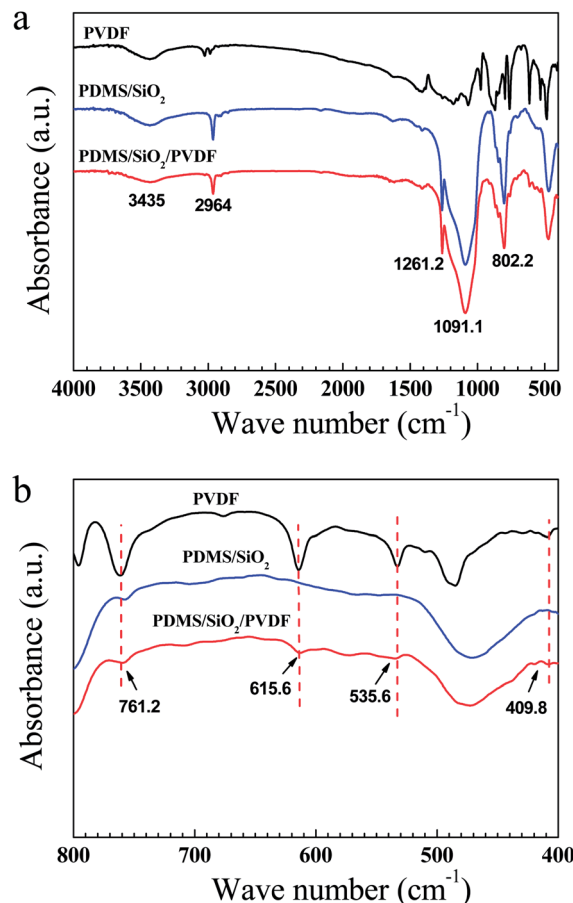 a
PVDF
PDMS/SiO₂
PDMS/SiO₂/PVDF
3435
2964
1261.2
802.2
1091.1
Absorbance (a.u.)
4000 3500 3000 2500 2000 1500 1000 500
Wave number (cm⁻¹)
b
PVDF
PDMS/SiO₂
PDMS/SiO₂/PVDF
761.2
615.6
535.6
409.8
Absorbance (a.u.)
800 700 600 500 400
Wave number (cm⁻¹)